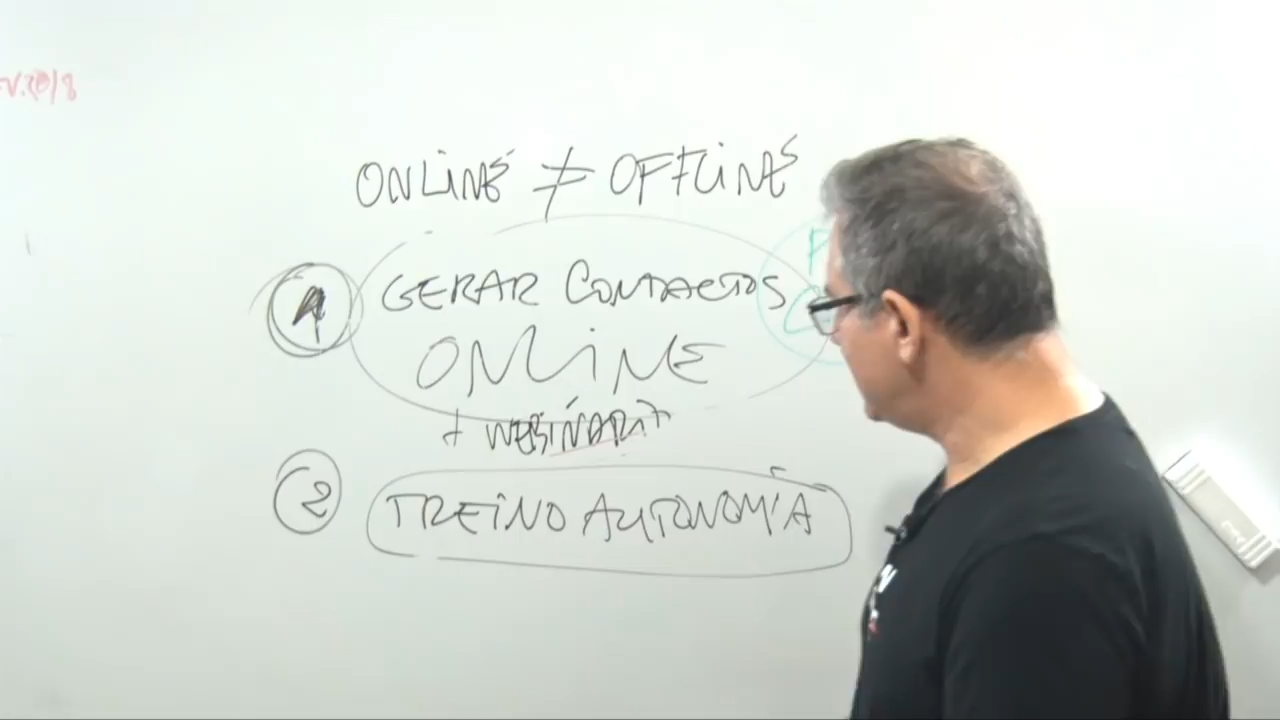 ONLINE ≠ OFFLINE
1 GERAR CONTACTOS
ONLINE
+ WEBINAR
2 TREINO AUTONOMIA